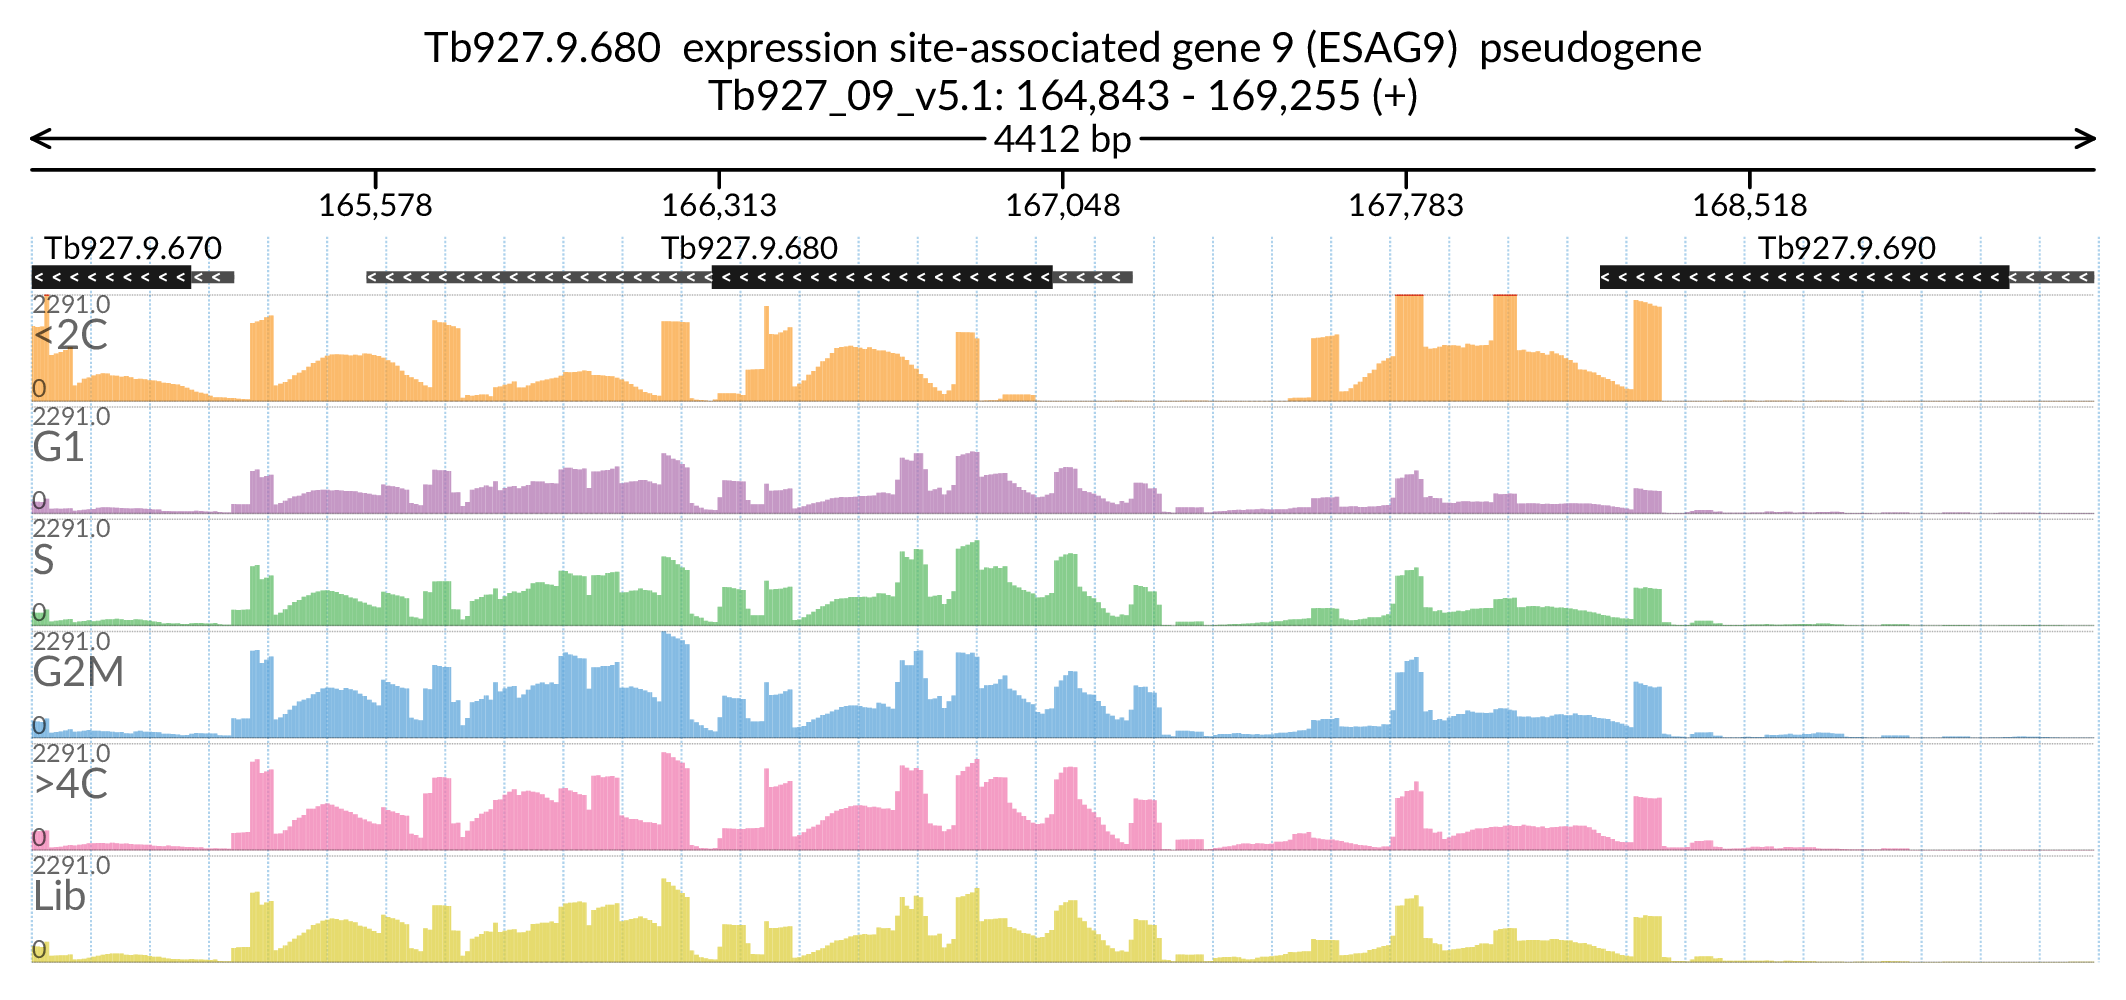 Tb927.9.680  expression site-associated gene 9 (ESAG9)  pseudogene
Tb927_09_v5.1: 164,843 - 169,255 (+)
4412 bp
165,578 166,313 167,048 167,783 168,518
Tb927.9.670 Tb927.9.680 Tb927.9.690
2291.0
<2C
0
2291.0
G1
0
2291.0
S
0
2291.0
G2M
0
2291.0
>4C
0
2291.0
Lib
0